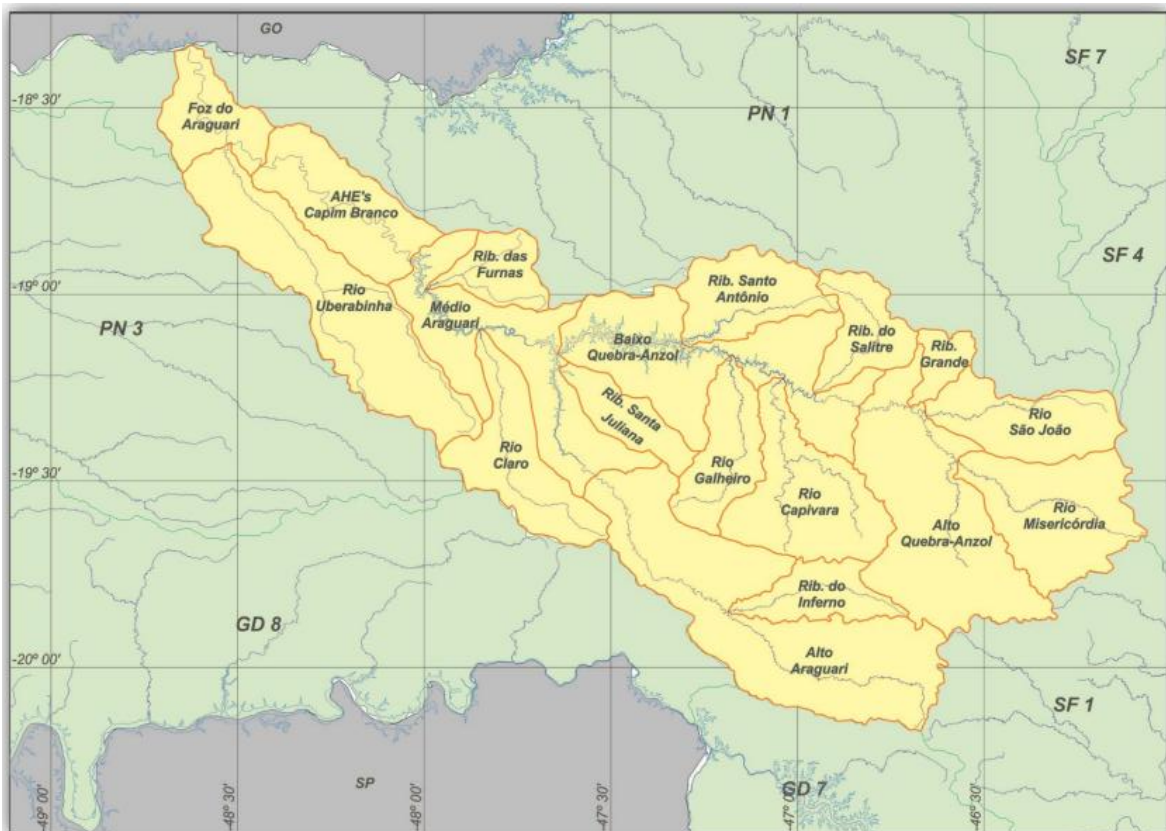 GO
SF 7
-18° 30'
Foz do
Araguari
PN 1
AHE's
Capim Branco
SF 4
Rib. das
Furnas
Rib. Santo
Antônio
-19° 00'
Rio
Uberabinha
Médio
Araguari
PN 3
Baixo
Quebra-Anzol
Rib. do
Salitre
Rib.
Grande
Rib. Santa
Juliana
Rio
São João
Rio
Claro
Rio
Galheiro
-19° 30'
Rio
Capivara
Rio
Misericórdia
Alto
Quebra-Anzol
Rib. do
Inferno
GD 8
Alto
Araguari
-20° 00'
SF 1
SP
GD 7
-49° 00'
-48° 30'
-48° 00'
-47° 30'
-47° 00'
-46° 30'